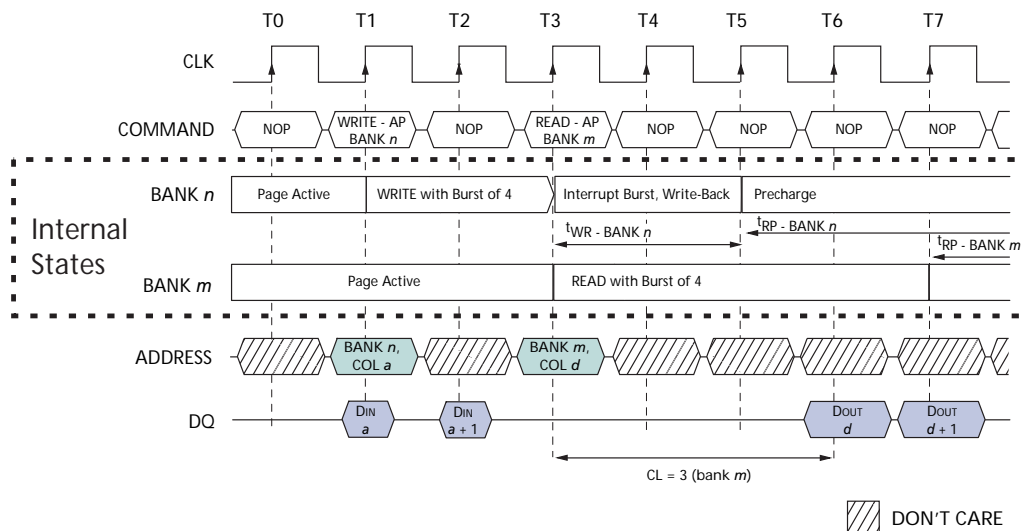 T0 T1 T2 T3 T4 T5 T6 T7
CLK
COMMAND NOP WRITE - AP BANK n NOP READ - AP BANK m NOP NOP NOP NOP
Internal States
BANK n Page Active WRITE with Burst of 4 Interrupt Burst, Write-Back Precharge
tWR - BANK n tRP - BANK n
tRP - BANK m
BANK m Page Active READ with Burst of 4
ADDRESS BANK n, COL a BANK m, COL d
DQ DIN a DIN a + 1 DOUT d DOUT d + 1
CL = 3 (bank m)
DON'T CARE